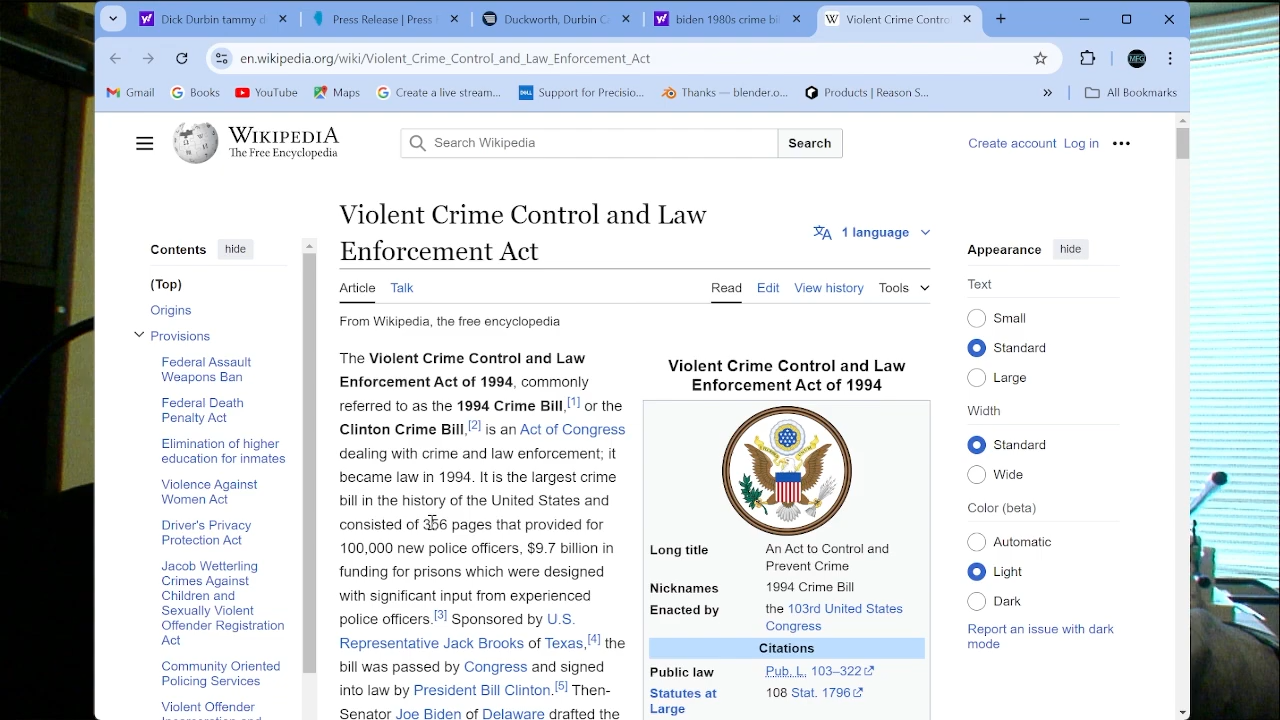 Dick Durbin tammy d
Press Release | Press
Duckworth, Durbin C
biden 1980s crime bi
Violent Crime Contro
en.wikipedia.org/wiki/Violent_Crime_Control_and_Law_Enforcement_Act
MFG
Gmail
Books
YouTube
Maps
Create a live stream...
Support for Precisio...
Thanks — blender.o...
Products | Reason S...
All Bookmarks
WIKIPEDIA
The Free Encyclopedia
Search Wikipedia
Search
Create account
Log in
Violent Crime Control and Law
Enforcement Act
1 language
Contents
hide
(Top)
Origins
Provisions
Federal Assault
Weapons Ban
Federal Death
Penalty Act
Elimination of higher
education for inmates
Violence Against
Women Act
Driver's Privacy
Protection Act
Jacob Wetterling
Crimes Against
Children and
Sexually Violent
Offender Registration
Act
Community Oriented
Policing Services
Violent Offender
Article
Talk
Read
Edit
View history
Tools
From Wikipedia, the free encyclopedia
The Violent Crime Control and Law
Enforcement Act of 1994, commonly
referred to as the 1994 Crime Bill,[1] or the
Clinton Crime Bill,[2] is an Act of Congress
dealing with crime and law enforcement; it
became law in 1994. It is the largest crime
bill in the history of the United States and
consisted of 356 pages that provided for
100,000 new police officers, $9.7 billion in
funding for prisons which were designed
with significant input from experienced
police officers.[3] Sponsored by U.S.
Representative Jack Brooks of Texas,[4] the
bill was passed by Congress and signed
into law by President Bill Clinton.[5] Then-
Senator Joe Biden of Delaware drafted the
Violent Crime Control and Law
Enforcement Act of 1994
Long title
An Act to Control and
Prevent Crime
Nicknames
1994 Crime Bill
Enacted by
the 103rd United States
Congress
Citations
Public law
Pub. L. 103–322
Statutes at
Large
108 Stat. 1796
Appearance
hide
Text
Small
Standard
Large
Width
Standard
Wide
Color (beta)
Automatic
Light
Dark
Report an issue with dark
mode